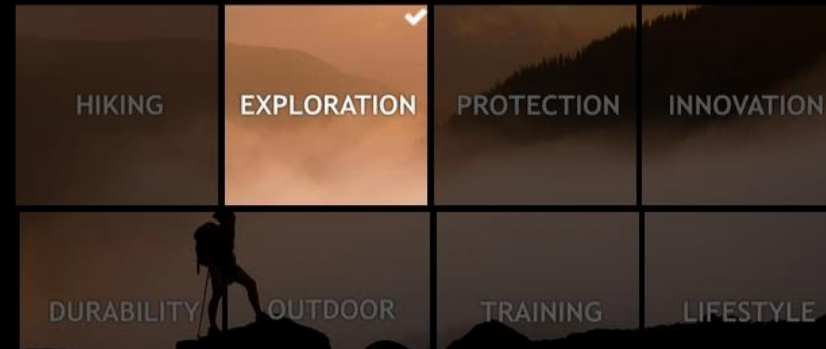 HIKING EXPLORATION PROTECTION INNOVATION
DURABILITY OUTDOOR TRAINING LIFESTYLE